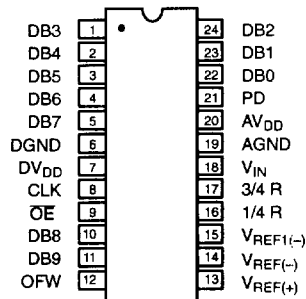 DB3 1 24 DB2
DB4 2 23 DB1
DB5 3 22 DB0
DB6 4 21 PD
DB7 5 20 AVDD
DGND 6 19 AGND
DVDD 7 18 VIN
CLK 8 17 3/4 R
O̅E̅ 9 16 1/4 R
DB8 10 15 VREF1(–)
DB9 11 14 VREF(–)
OFW 12 13 VREF(+)